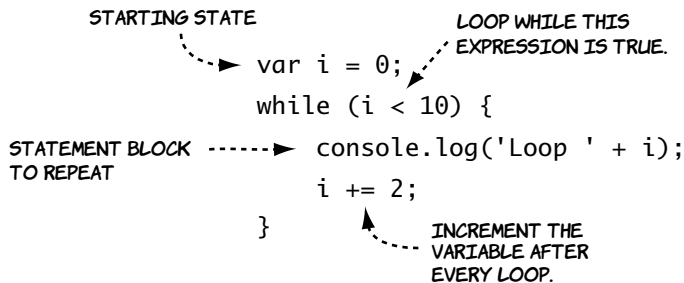 STARTING STATE
LOOP WHILE THIS
EXPRESSION IS TRUE.
var i = 0;
while (i < 10) {
STATEMENT BLOCK
TO REPEAT
console.log('Loop ' + i);
i += 2;
}
INCREMENT THE
VARIABLE AFTER
EVERY LOOP.